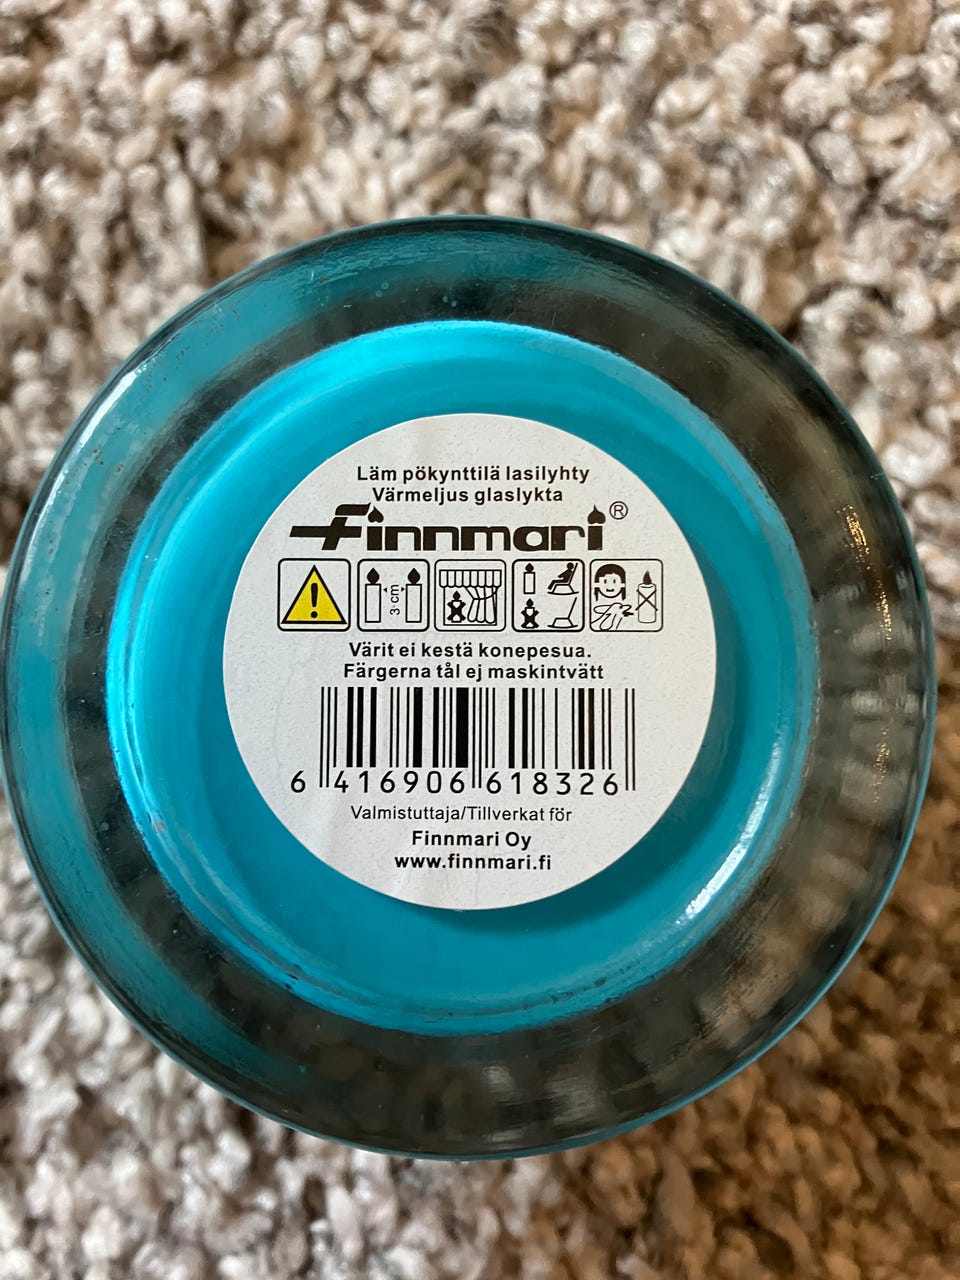 Läm pökynttilä lasilyhty
Värmeljus glaslykta
Finnmari®
3 cm
Värit ei kestä konepesua.
Färgerna tål ej maskintvätt
6 416906 618326
Valmistuttaja/Tillverkat för
Finnmari Oy
www.finnmari.fi